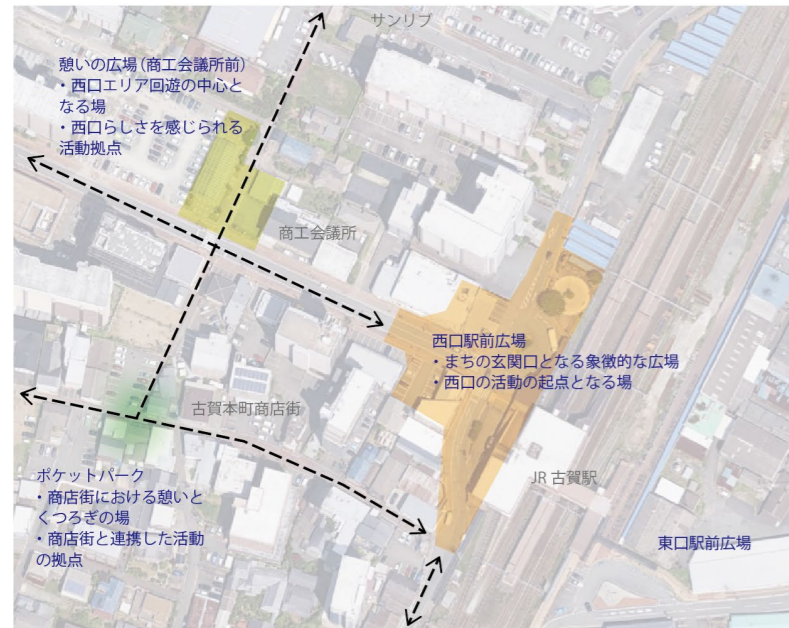 サンリブ
憩いの広場（商工会議所前）
・西口エリア回遊の中心と
なる場
・西口らしさを感じられる
活動拠点
商工会議所
西口駅前広場
・まちの玄関口となる象徴的な広場
・西口の活動の起点となる場
古賀本町商店街
JR 古賀駅
ポケットパーク
・商店街における憩いと
くつろぎの場
・商店街と連携した活動
の拠点
東口駅前広場